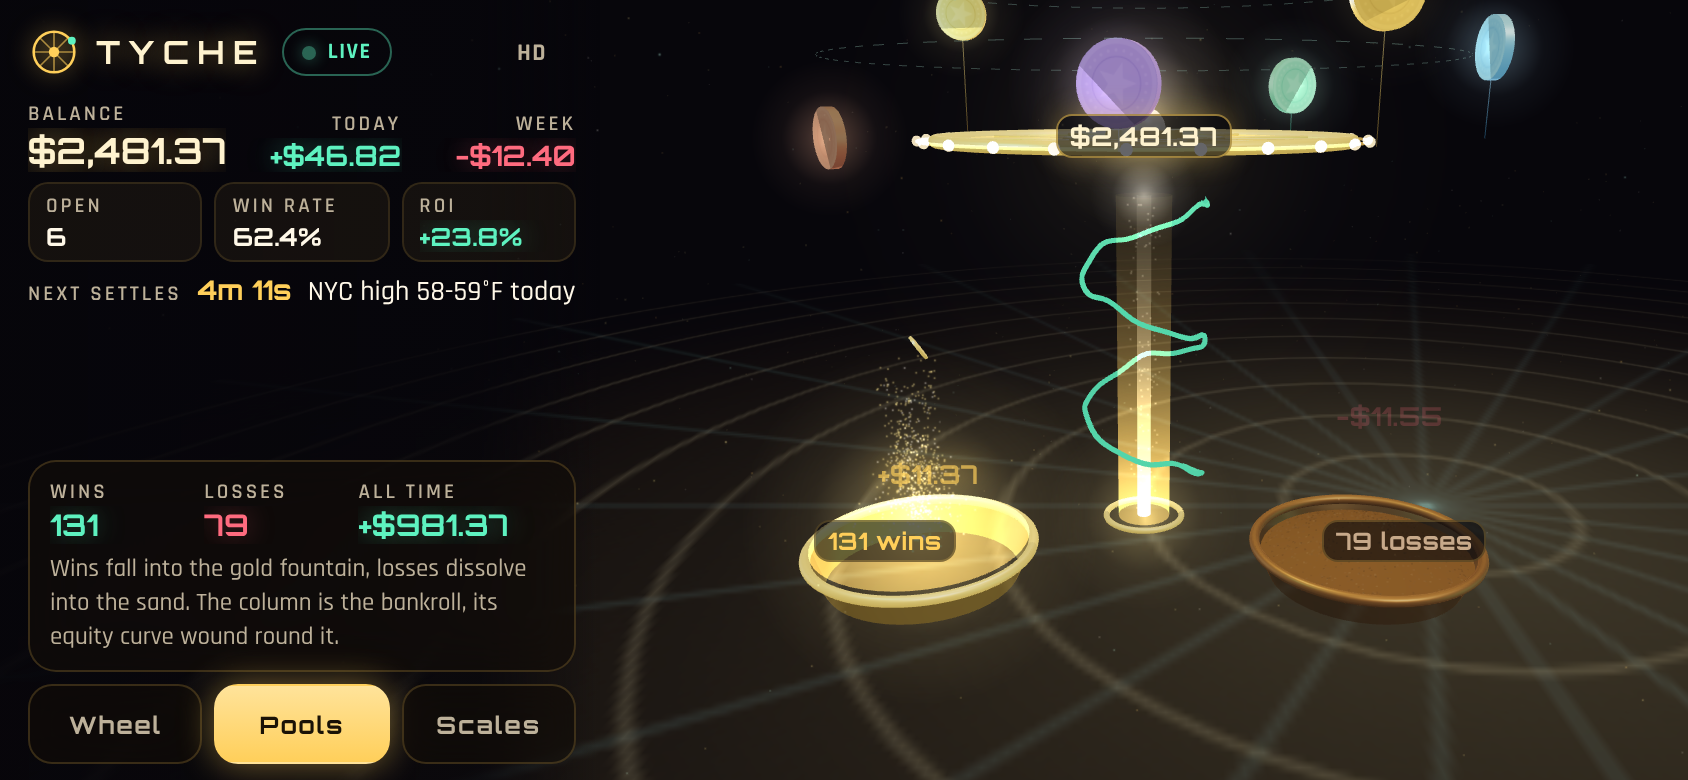 TYCHE
LIVE
HD
BALANCE
$2,481.37
TODAY
+$46.82
WEEK
-$12.40
OPEN
6
WIN RATE
62.4%
ROI
+23.8%
NEXT SETTLES 4m 11s NYC high 58-59°F today
WINS
131
LOSSES
79
ALL TIME
+$981.37
Wins fall into the gold fountain, losses dissolve
into the sand. The column is the bankroll, its
equity curve wound round it.
Wheel
Pools
Scales
$2,481.37
-$11.55
+$11.37
131 wins
79 losses